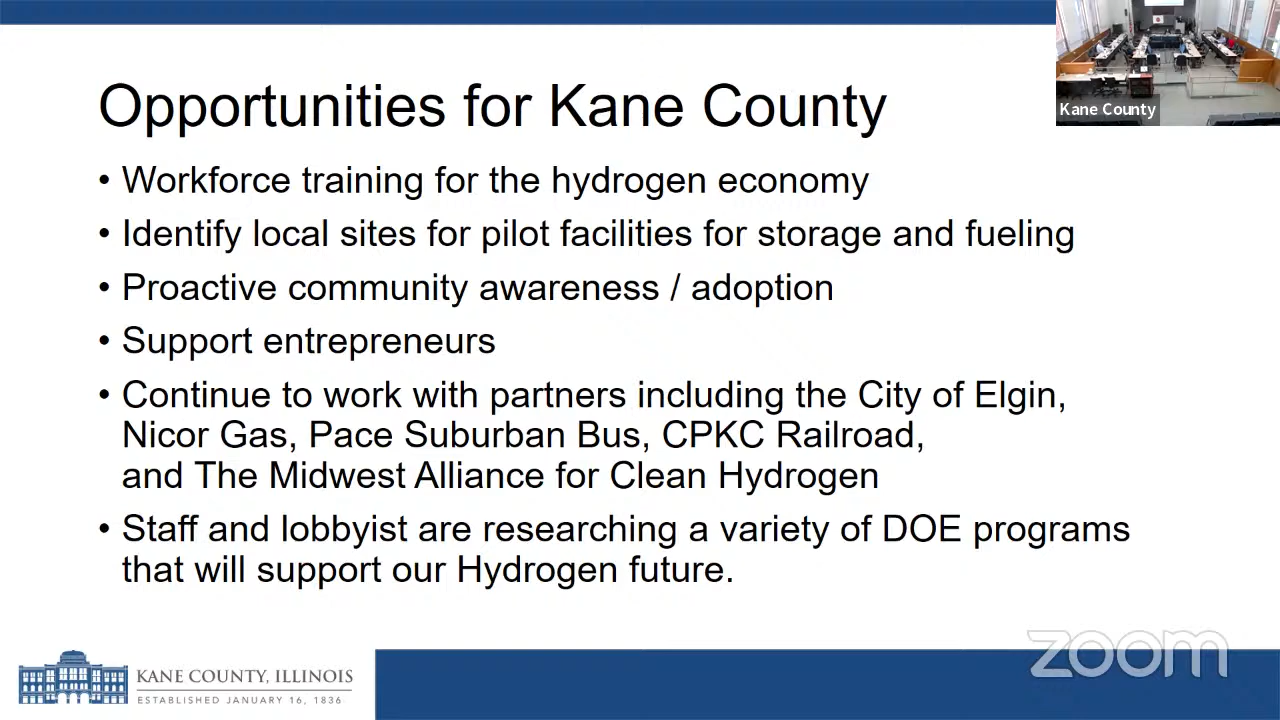 Opportunities for Kane County
Kane County
• Workforce training for the hydrogen economy
• Identify local sites for pilot facilities for storage and fueling
• Proactive community awareness / adoption
• Support entrepreneurs
• Continue to work with partners including the City of Elgin,
Nicor Gas, Pace Suburban Bus, CPKC Railroad,
and The Midwest Alliance for Clean Hydrogen
• Staff and lobbyist are researching a variety of DOE programs
that will support our Hydrogen future.
zoom
KANE COUNTY, ILLINOIS
ESTABLISHED JANUARY 16, 1836